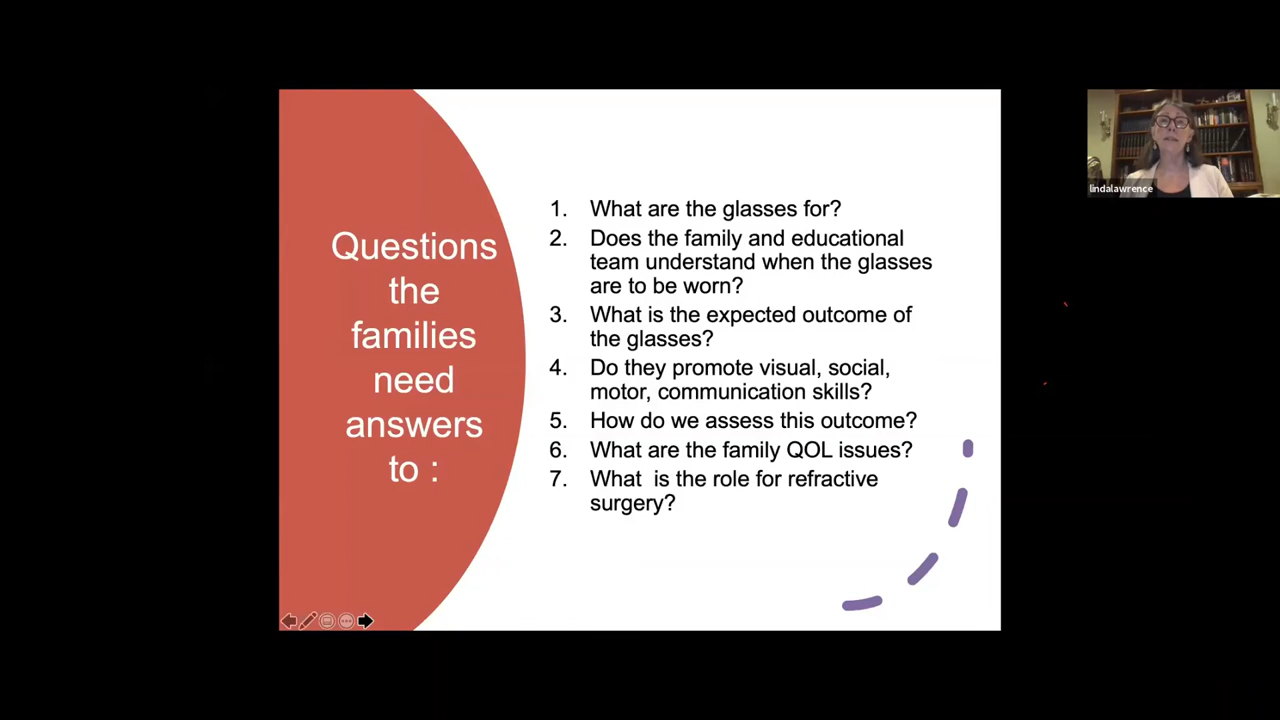 Questions
the
families
need
answers
to :
1. What are the glasses for?
2. Does the family and educational
team understand when the glasses
are to be worn?
3. What is the expected outcome of
the glasses?
4. Do they promote visual, social,
motor, communication skills?
5. How do we assess this outcome?
6. What are the family QOL issues?
7. What  is the role for refractive
surgery?
lindalawrence